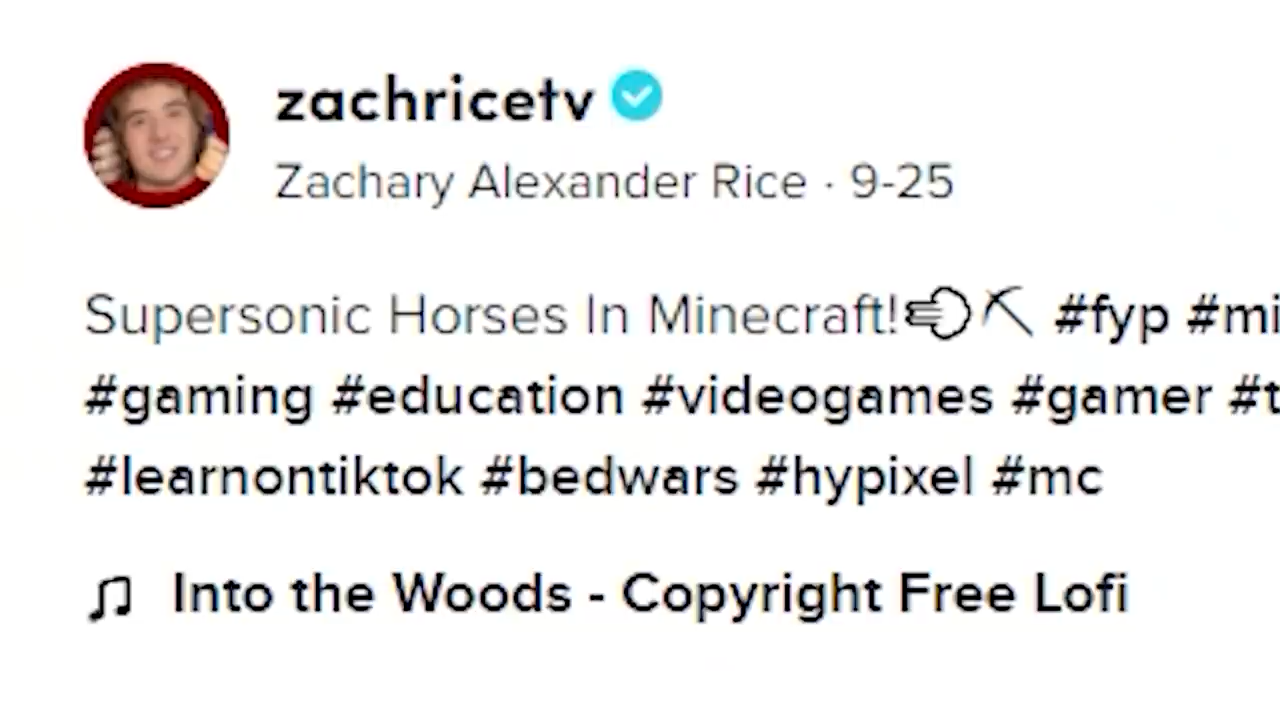 zachricetv
Zachary Alexander Rice · 9-25
Supersonic Horses In Minecraft!💨⛏ #fyp #mi
#gaming #education #videogames #gamer #t
#learnontiktok #bedwars #hypixel #mc
♫ Into the Woods - Copyright Free Lofi